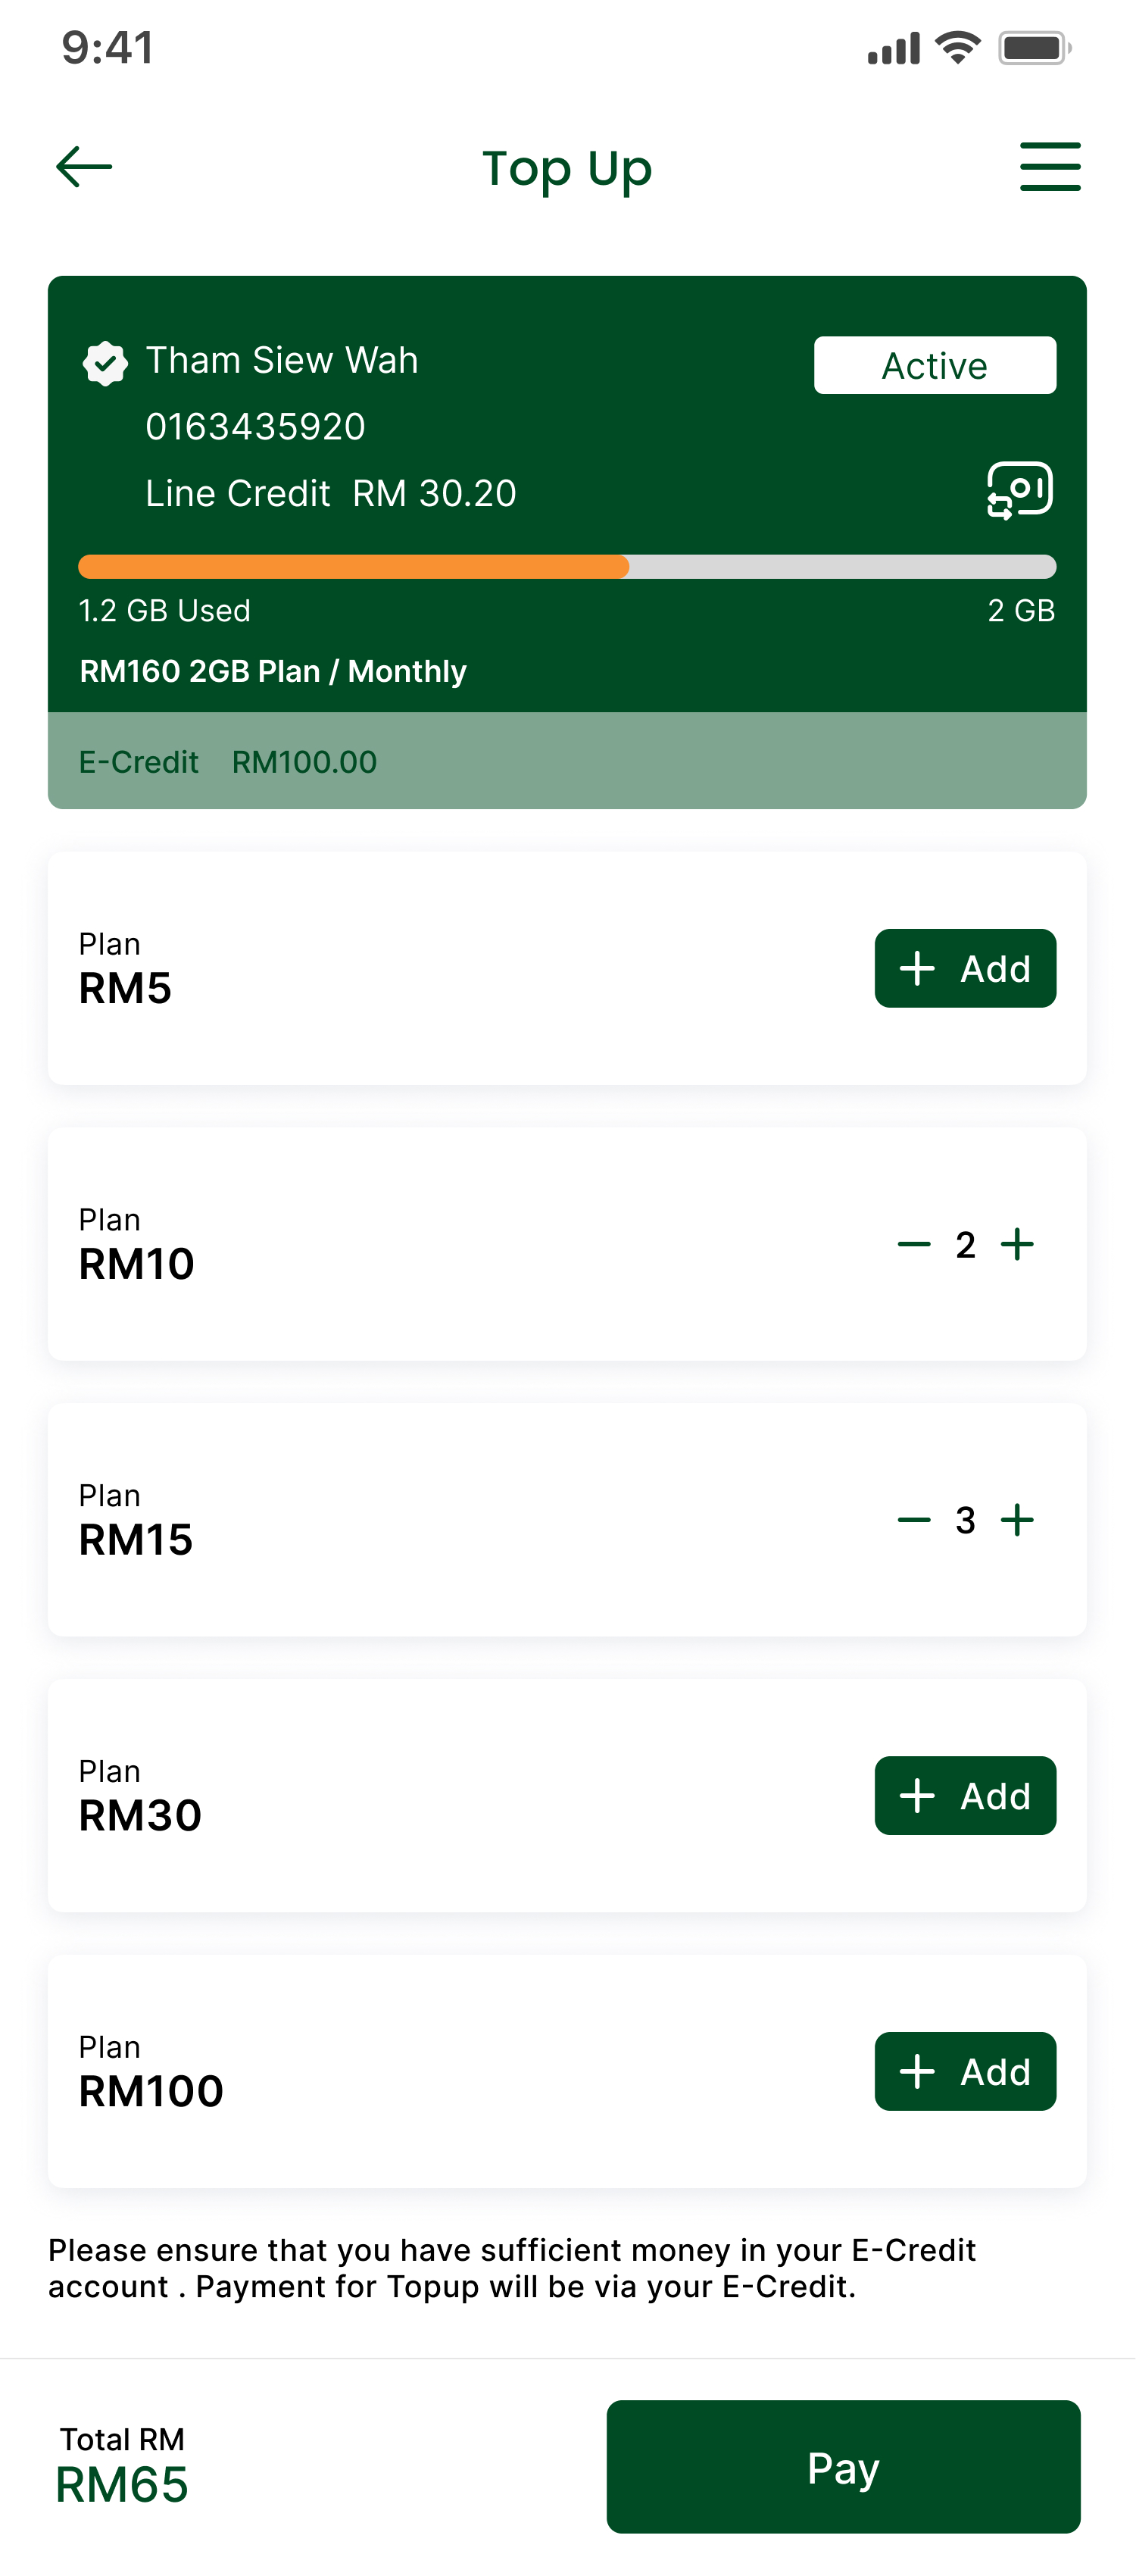 9:41
Top Up
Tham Siew Wah
Active
0163435920
Line Credit RM 30.20
1.2 GB Used
2 GB
RM160 2GB Plan / Monthly
E-Credit RM100.00
Plan
RM5
Add
Plan
RM10
2
Plan
RM15
3
Plan
RM30
Add
Plan
RM100
Add
Please ensure that you have sufficient money in your E-Credit
account . Payment for Topup will be via your E-Credit.
Total RM
RM65
Pay